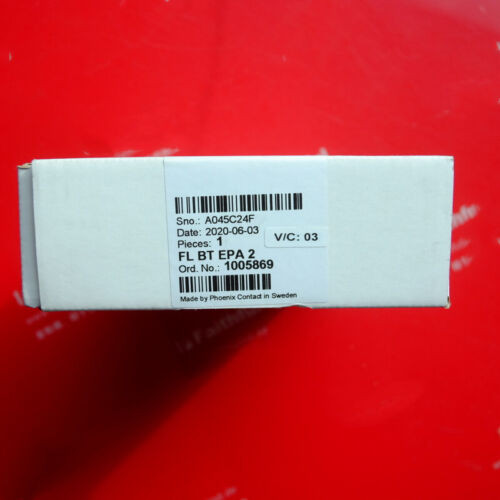 Sno.: A045C24F
Date: 2020-06-03
Pieces: 1
V/C: 03
FL BT EPA 2
Ord. No.: 1005869
Made by Phoenix Contact in Sweden